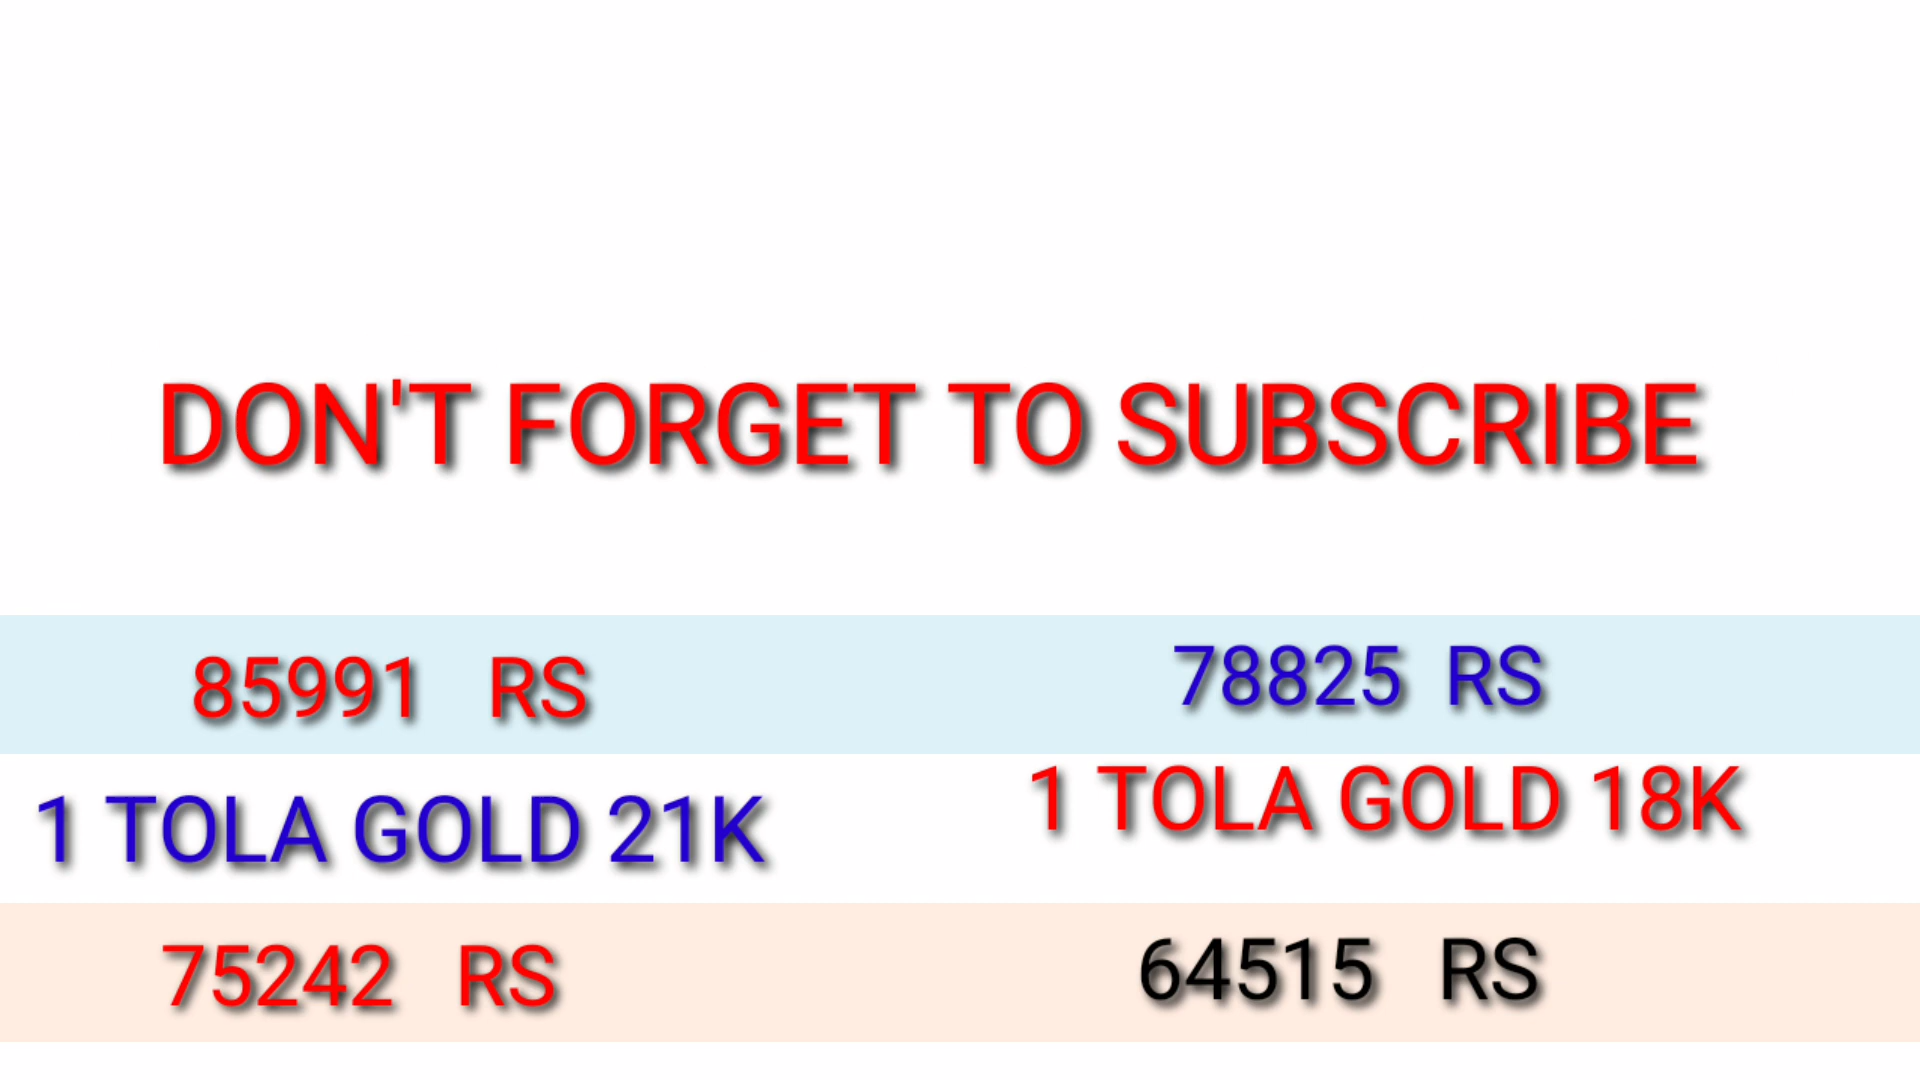 DON'T FORGET TO SUBSCRIBE
85991 RS
78825 RS
1 TOLA GOLD 21K
1 TOLA GOLD 18K
75242 RS
64515 RS